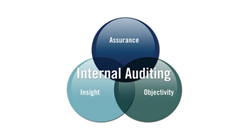 Assurance
Internal Auditing
Insight
Objectivity